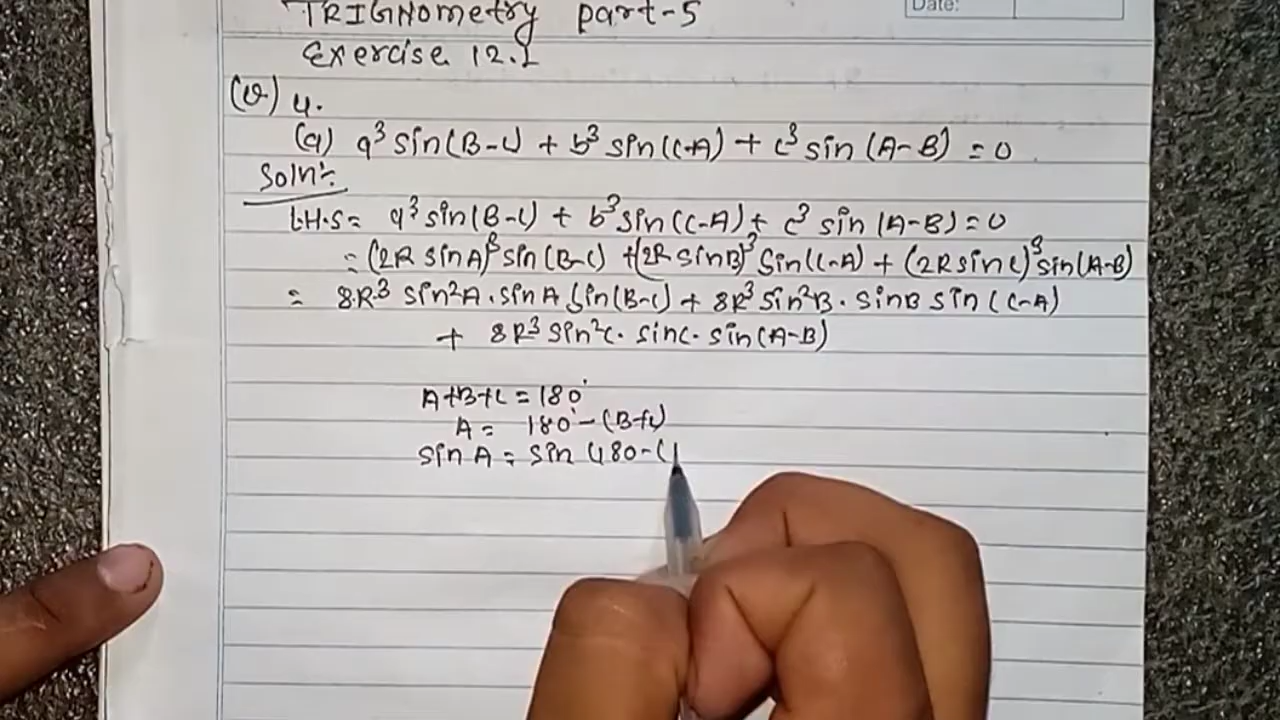 TRIGNometry part-5
Date:
Exercise 12.1
(v) 4.
(a) a³ sin(B-C) + b³ sin(C-A) + c³ sin (A-B) = 0
Soln:-
L.H.S = a³ sin(B-C) + b³ sin(C-A) + c³ sin (A-B) = 0
= (2R sinA)³ sin (B-C) + (2R sinB)³ sin(C-A) + (2R sinC)³ sin(A-B)
= 8R³ sin²A . sin A sin(B-C) + 8R³ sin²B . sinB sin (C-A)
+ 8R³ sin²C . sinC . sin(A-B)
A+B+C = 180°
A = 180° - (B+C)
sin A = sin (180-(